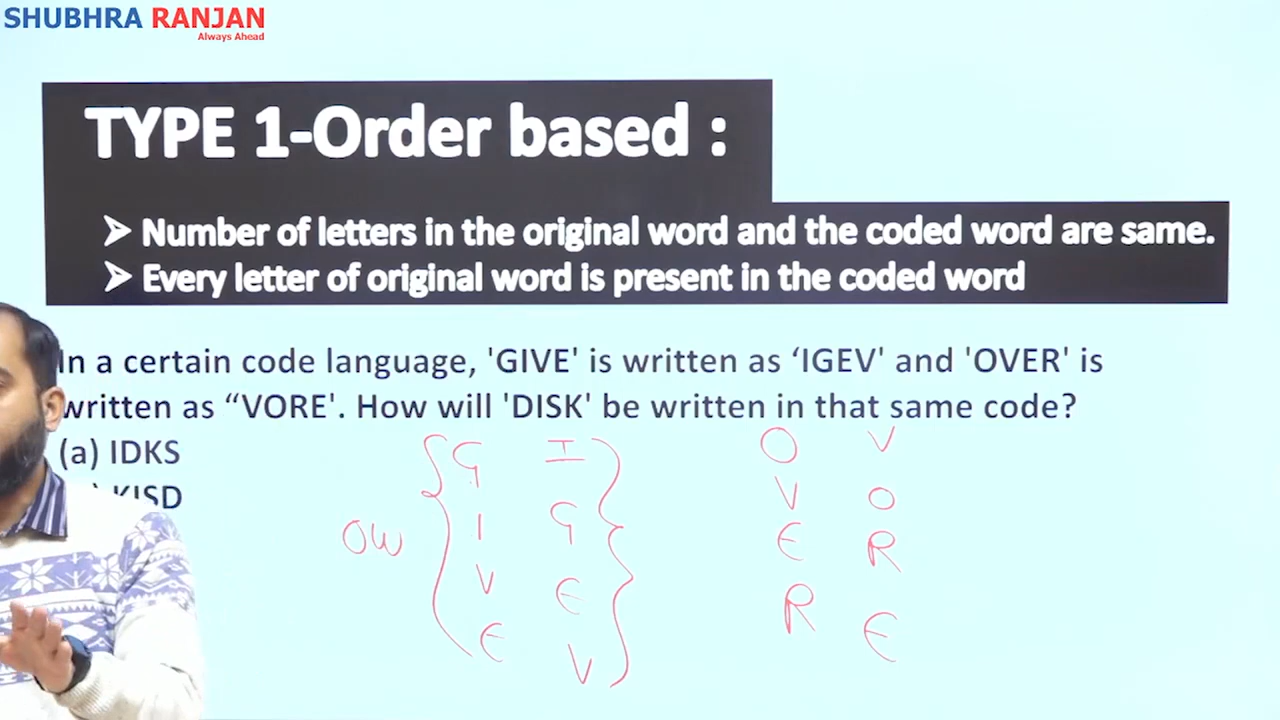 SHUBHRA RANJAN
Always Ahead
TYPE 1-Order based :
➤ Number of letters in the original word and the coded word are same.
➤ Every letter of original word is present in the coded word
In a certain code language, 'GIVE' is written as ‘IGEV' and 'OVER' is
written as “VORE'. How will 'DISK' be written in that same code?
(a) IDKS
) KISD
G I O V
I G V O
OW
V E E R
E V R E